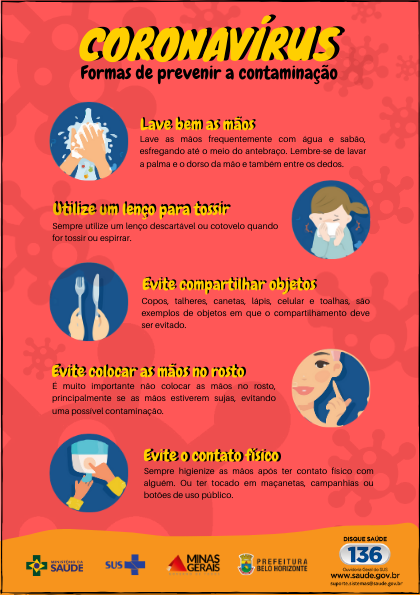 CORONAVÍRUS
Formas de prevenir a contaminação
Lave bem as mãos
Lave as mãos frequentemente com água e sabão,
esfregando até o meio do antebraço. Lembre-se de lavar
a palma e o dorso da mão e também entre os dedos.
Utilize um lenço para tossir
Sempre utilize um lenço descartável ou cotovelo quando
for tossir ou espirrar.
Evite compartilhar objetos
Copos, talheres, canetas, lápis, celular e toalhas, são
exemplos de objetos em que o compartilhamento deve
ser evitado.
Evite colocar as mãos no rosto
É muito importante não colocar as mãos no rosto,
principalmente se as mãos estiverem sujas, evitando
uma possível contaminação.
Evite o contato físico
Sempre higienize as mãos após ter contato físico com
alguém. Ou ter tocado em maçanetas, campanhias ou
botões de uso público.
MINISTÉRIO DA
SAÚDE
SUS
MINAS
GERAIS
PREFEITURA
BELO HORIZONTE
DISQUE SAÚDE
136
Ouvidoria Geral do SUS
www.saude.gov.br
suporte.sistemas@saude.gov.br